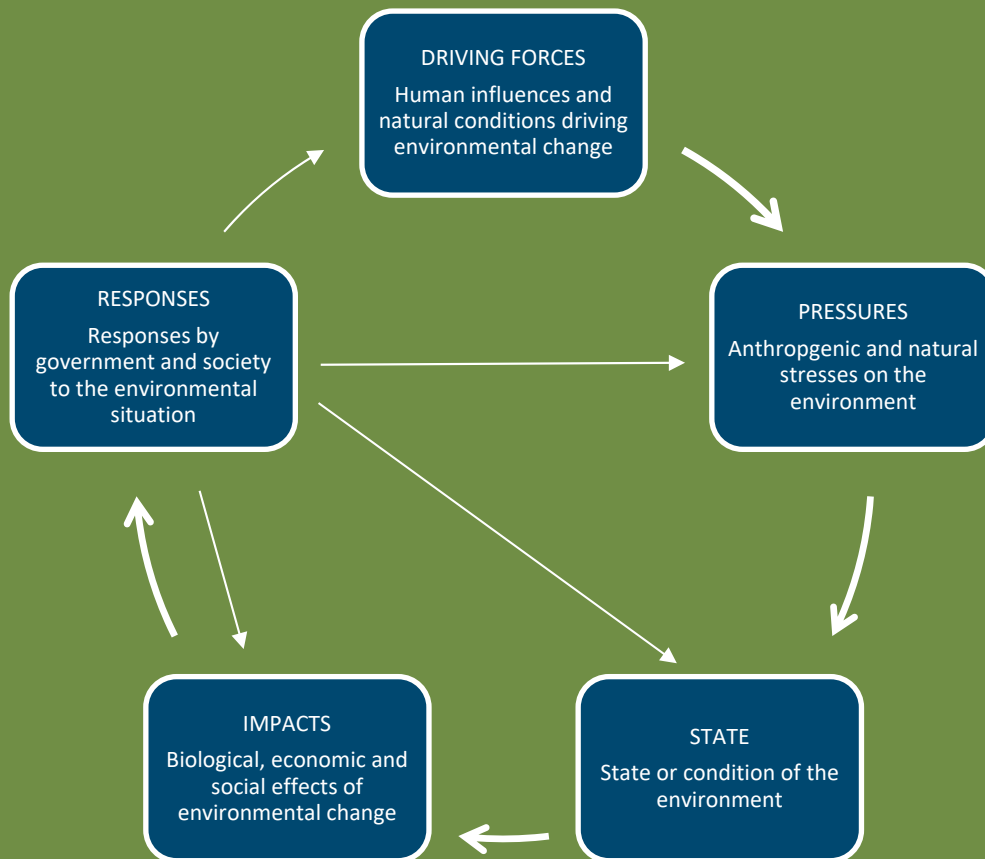 DRIVING FORCES
Human influences and
natural conditions driving
environmental change
RESPONSES
Responses by
government and society
to the environmental
situation
PRESSURES
Anthropgenic and natural
stresses on the
environment
IMPACTS
Biological, economic and
social effects of
environmental change
STATE
State or condition of the
environment